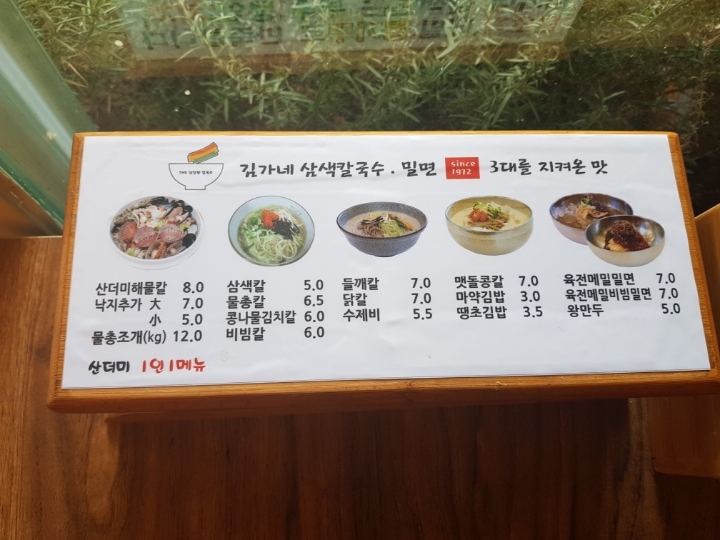 김가네 삼색칼국수 . 밀면 since 1972 3대를 지켜온 맛
산더미해물칼 8.0
낙지추가 大 7.0
小 5.0
물총조개(kg) 12.0
산더미 1인1메뉴
삼색칼 5.0
물총칼 6.5
콩나물김치칼 6.0
비빔칼 6.0
들깨칼 7.0
닭칼 7.0
수제비 5.5
맷돌콩칼 7.0
마약김밥 3.0
땡초김밥 3.5
육전메밀밀면 7.0
육전메밀비빔밀면 7.0
왕만두 5.0